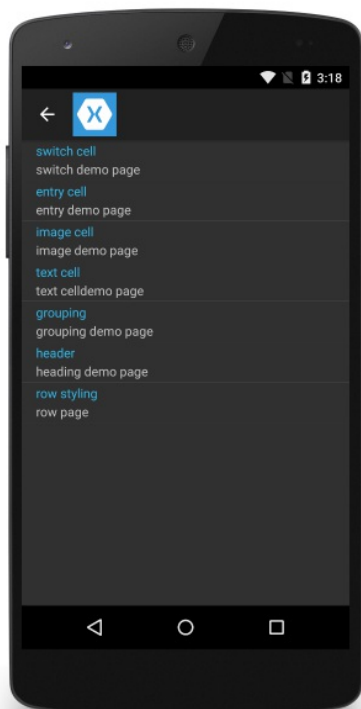 3:18
switch cell
switch demo page
entry cell
entry demo page
image cell
image demo page
text cell
text celldemo page
grouping
grouping demo page
header
heading demo page
row styling
row page